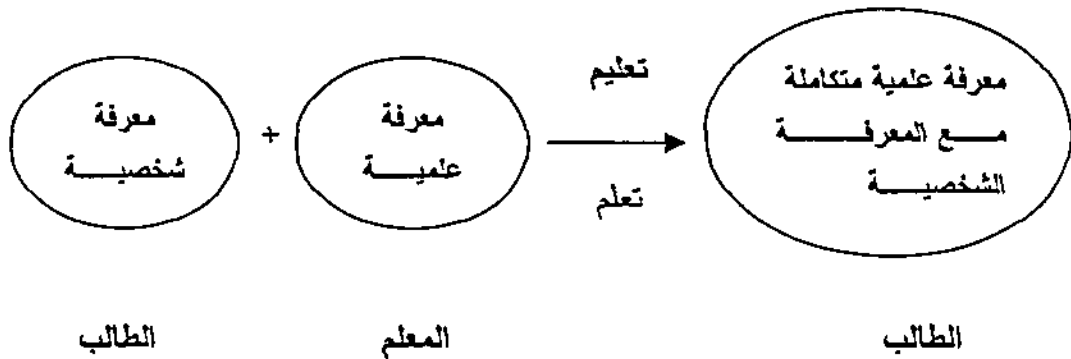 معرفة
شخصية
+
معرفة
علمية
تعليم
تعلم
معرفة علمية متكاملة
مع المعرفة
الشخصية
الطالب
المعلم
الطالب